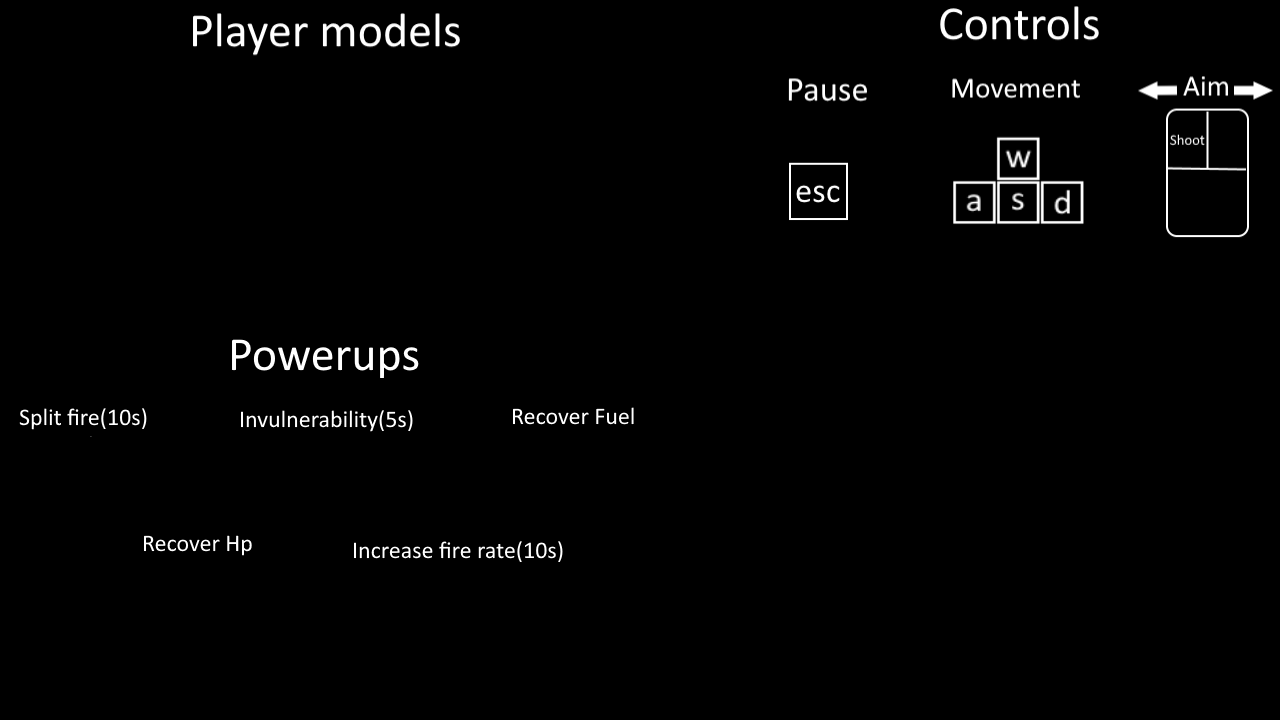 Player models
Controls
Pause
Movement
Aim
Shoot
esc
w
a s d
Powerups
Split fire(10s)
Invulnerability(5s)
Recover Fuel
Recover Hp
Increase fire rate(10s)